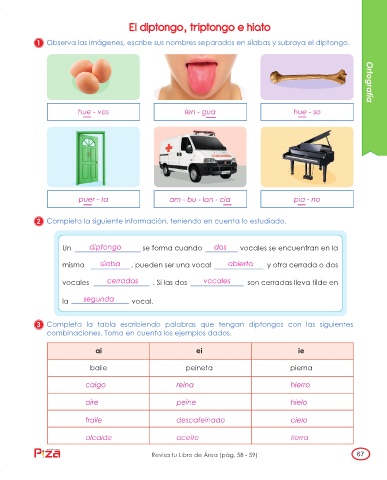 El diptongo, triptongo e hiato
1 Observa las imágenes, escribe sus nombres separados en sílabas y subraya el diptongo.
Ortografía
hue - vos
len - gua
hue - so
puer - ta
am - bu - lan - cia
pia - no
2 Completa la siguiente información, teniendo en cuenta lo estudiado.
Un diptongo se forma cuando dos vocales se encuentran en la
misma sílaba , pueden ser una vocal abierta y otra cerrada o dos
vocales cerradas . Si las dos vocales son cerradas lleva tilde en
la segunda vocal.
3 Completa la tabla escribiendo palabras que tengan diptongos con las siguientes
combinaciones. Toma en cuenta los ejemplos dados.
ai ei ie
baile peineta pierna
caigo reina hierro
aire peine hielo
fraile descafeinado cielo
alcaide aceite tierra
Revisa tu Libro de Área (pág. 58 - 59)
67